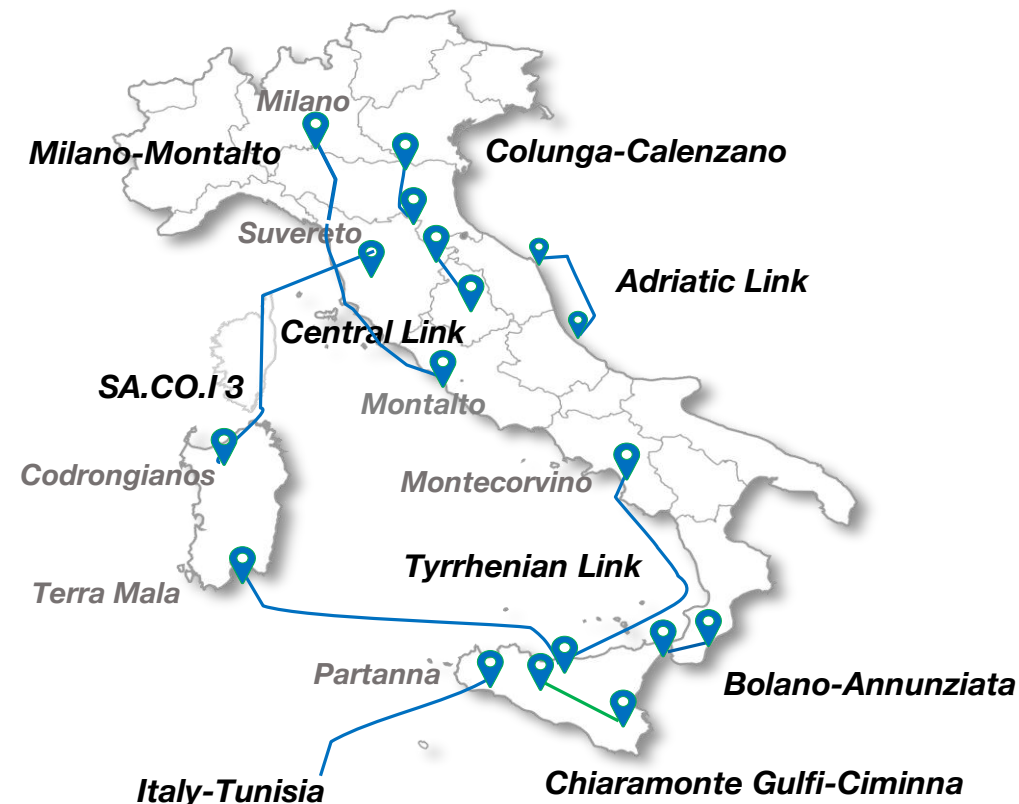 Milano
Milano-Montalto
Colunga-Calenzano
Suvereto
Adriatic Link
Central Link
SA.CO.I 3
Montalto
Codrongianos
Montecorvino
Tyrrhenian Link
Terra Mala
Partanna
Bolano-Annunziata
Italy-Tunisia
Chiaramonte Gulfi-Ciminna